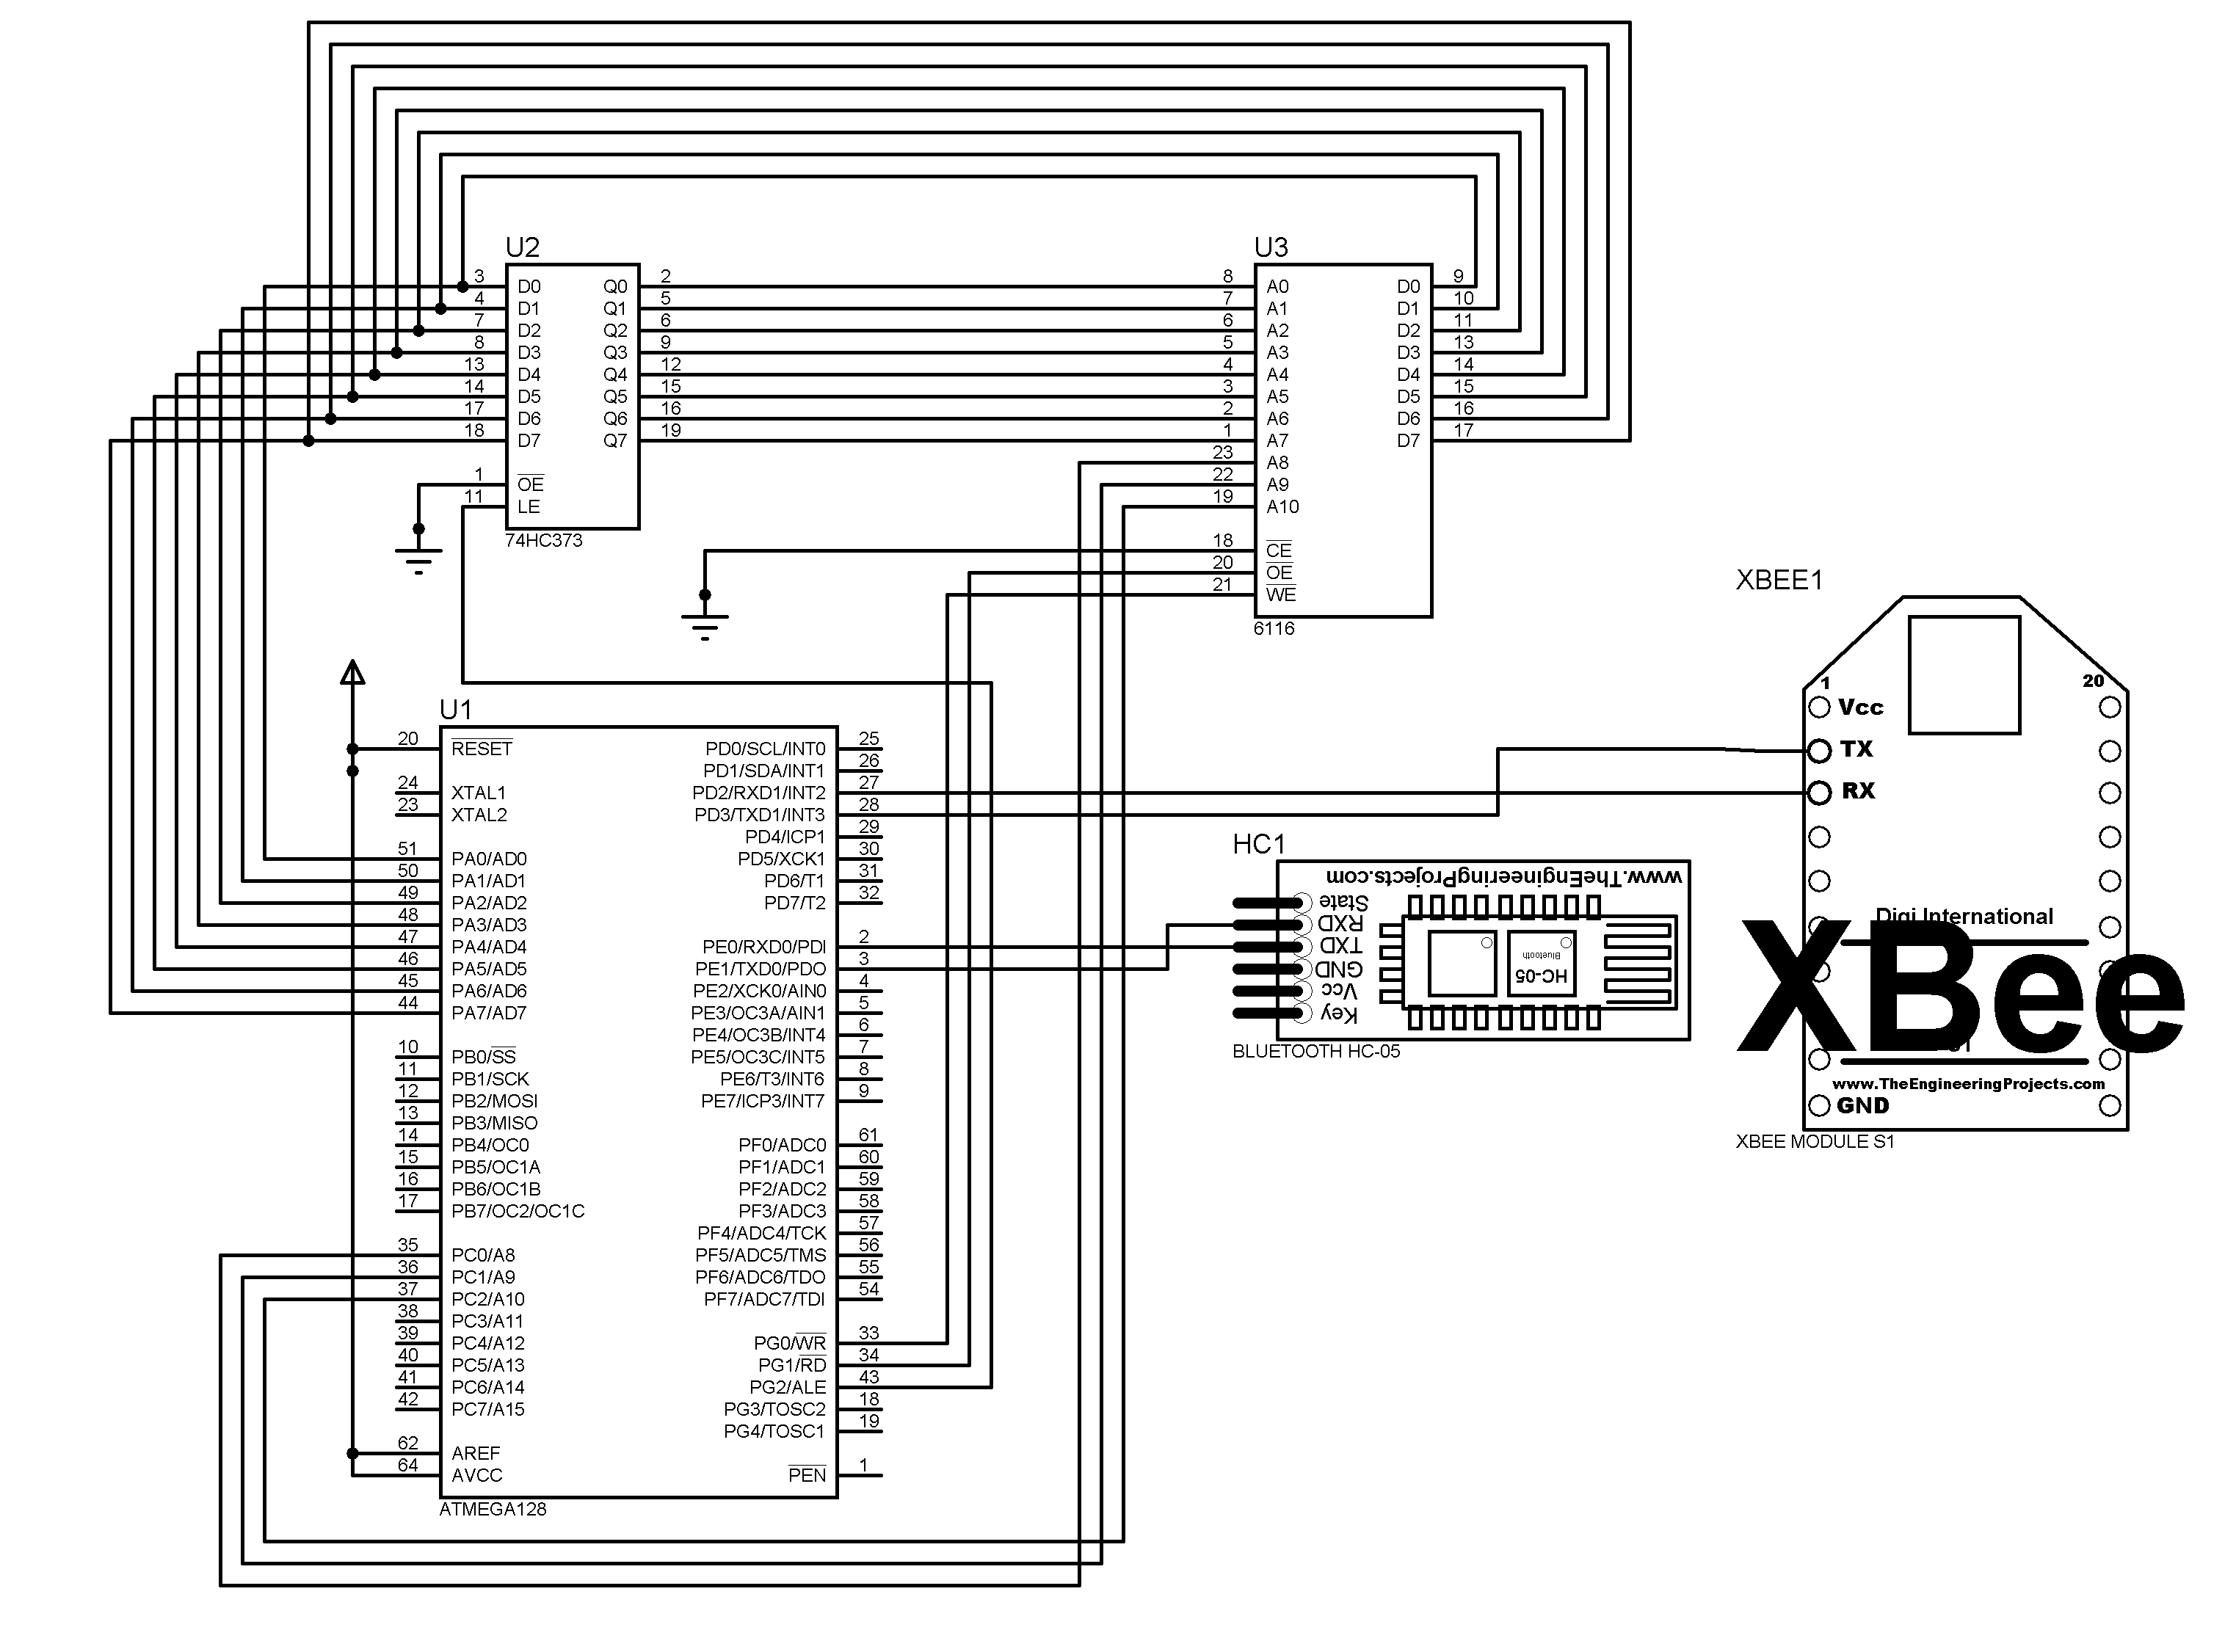 U2
3 D0 Q0 2
4 D1 Q1 5
7 D2 Q2 6
8 D3 Q3 9
13 D4 Q4 12
14 D5 Q5 15
17 D6 Q6 16
18 D7 Q7 19
1 OE
11 LE
74HC373
U3
8 A0 D0 9
7 A1 D1 10
6 A2 D2 11
5 A3 D3 13
4 A4 D4 14
3 A5 D5 15
2 A6 D6 16
1 A7 D7 17
23 A8
22 A9
19 A10
18 CE
20 OE
21 WE
6116
U1
20 RESET PD0/SCL/INT0 25
PD1/SDA/INT1 26
24 XTAL1 PD2/RXD1/INT2 27
23 XTAL2 PD3/TXD1/INT3 28
PD4/ICP1 29
51 PA0/AD0 PD5/XCK1 30
50 PA1/AD1 PD6/T1 31
49 PA2/AD2 PD7/T2 32
48 PA3/AD3
47 PA4/AD4 PE0/RXD0/PDI 2
46 PA5/AD5 PE1/TXD0/PDO 3
45 PA6/AD6 PE2/XCK0/AIN0 4
44 PA7/AD7 PE3/OC3A/AIN1 5
PE4/OC3B/INT4 6
10 PB0/SS PE5/OC3C/INT5 7
11 PB1/SCK PE6/T3/INT6 8
12 PB2/MOSI PE7/ICP3/INT7 9
13 PB3/MISO
14 PB4/OC0 PF0/ADC0 61
15 PB5/OC1A PF1/ADC1 60
16 PB6/OC1B PF2/ADC2 59
17 PB7/OC2/OC1C PF3/ADC3 58
PF4/ADC4/TCK 57
35 PC0/A8 PF5/ADC5/TMS 56
36 PC1/A9 PF6/ADC6/TDO 55
37 PC2/A10 PF7/ADC7/TDI 54
38 PC3/A11
39 PC4/A12 PG0/WR 33
40 PC5/A13 PG1/RD 34
41 PC6/A14 PG2/ALE 43
42 PC7/A15 PG3/TOSC2 18
PG4/TOSC1 19
62 AREF
64 AVCC PEN 1
ATMEGA128
HC1
www.TheEngineeringProjects.com
State
RXD
TXD
GND
Vcc
Key
HC-05
Bluetooth
BLUETOOTH HC-05
XBEE1
1 20
Vcc
TX
RX
Digi International
XBee
www.TheEngineeringProjects.com
GND
XBEE MODULE S1